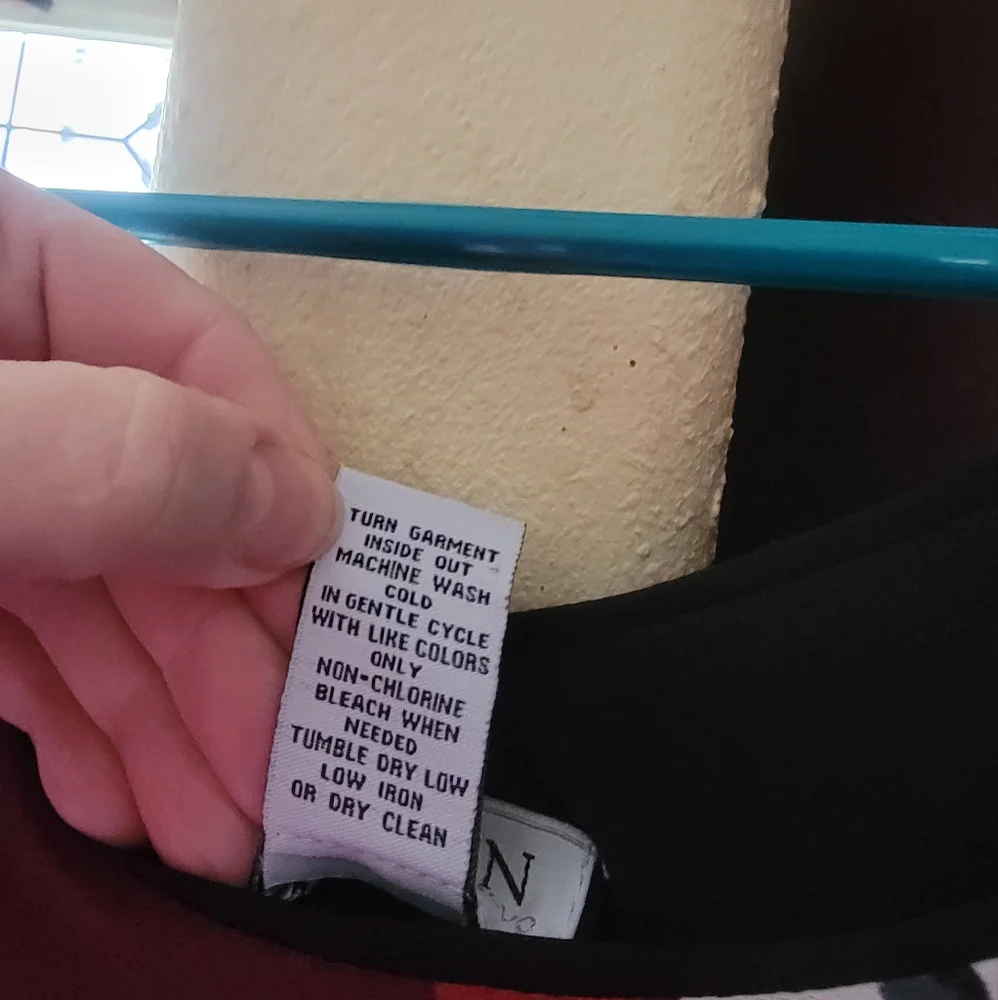 TURN GARMENT
INSIDE OUT
MACHINE WASH
COLD
IN GENTLE CYCLE
WITH LIKE COLORS
ONLY
NON-CHLORINE
BLEACH WHEN
NEEDED
TUMBLE DRY LOW
LOW IRON
OR DRY CLEAN
N